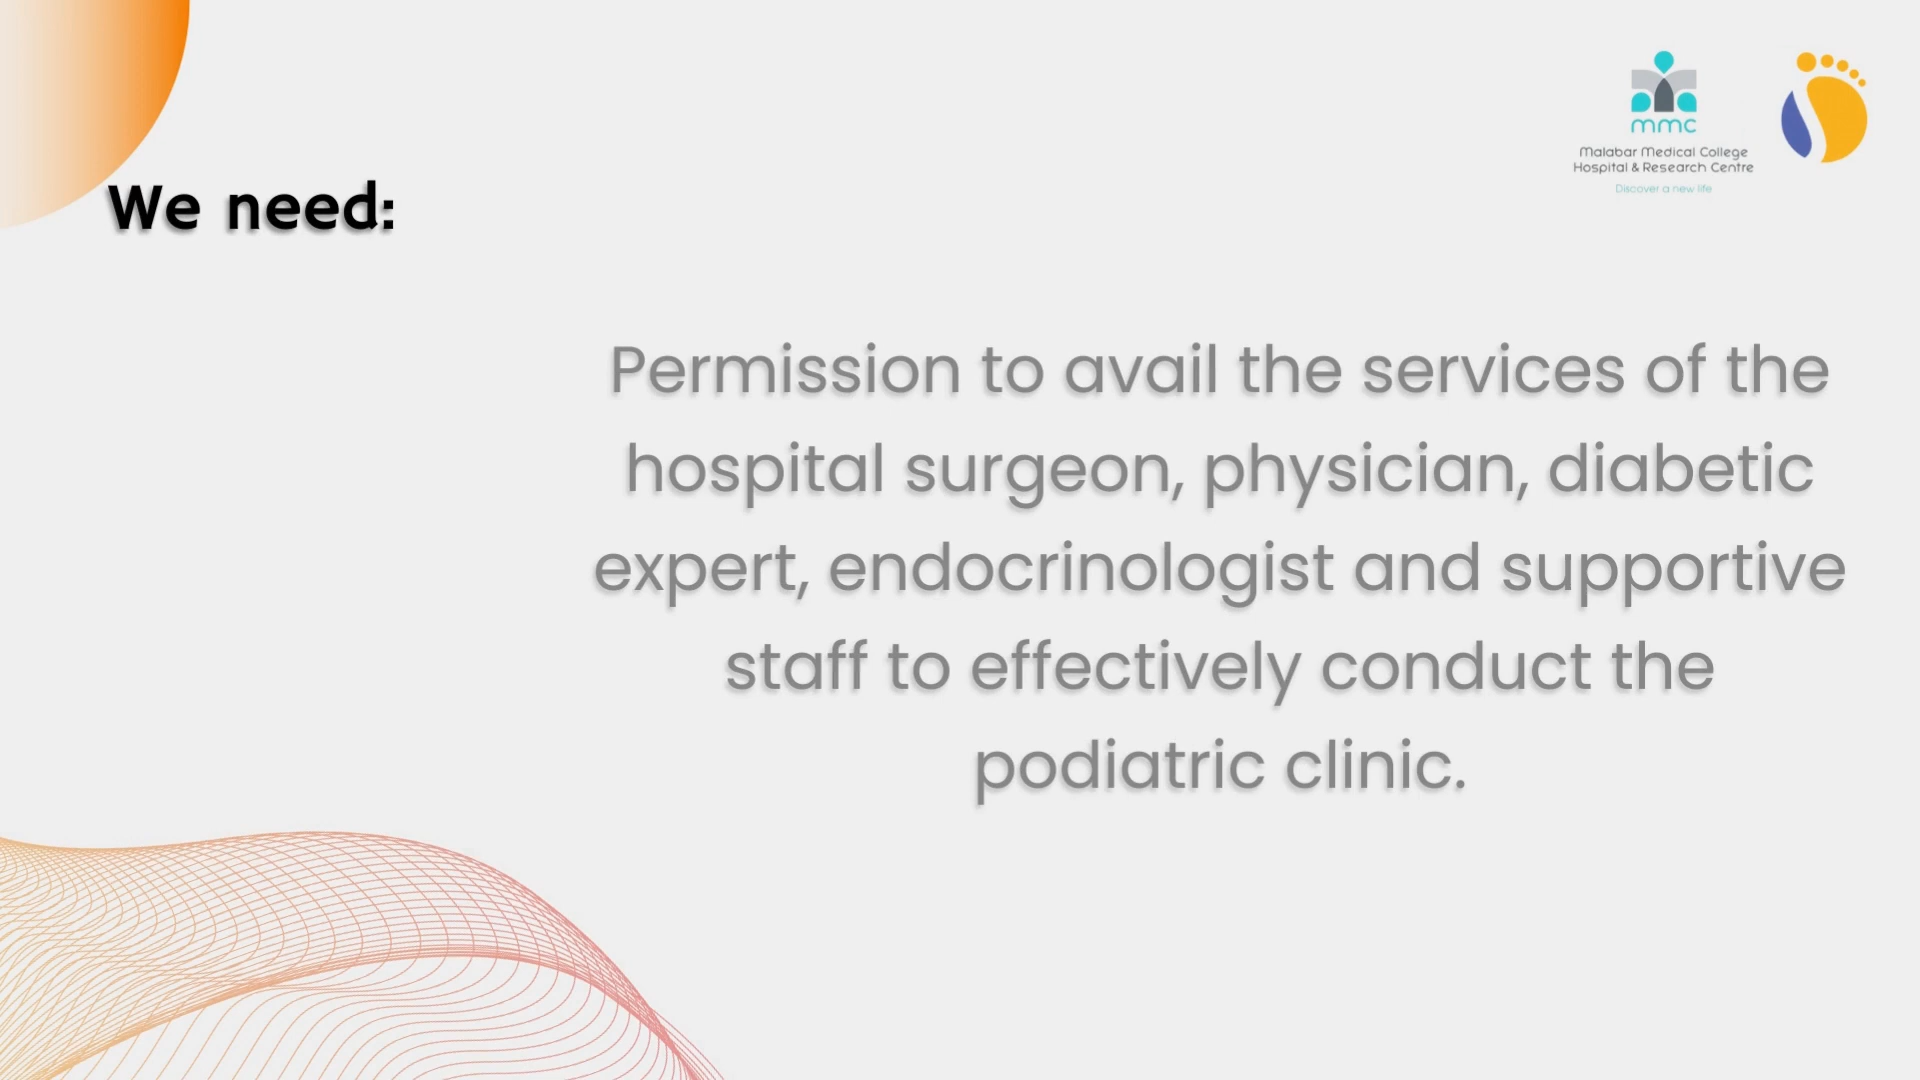 mmc
Malabar Medical College
Hospital & Research Centre
Discover a new life
We need:
Permission to avail the services of the
hospital surgeon, physician, diabetic
expert, endocrinologist and supportive
staff to effectively conduct the
podiatric clinic.